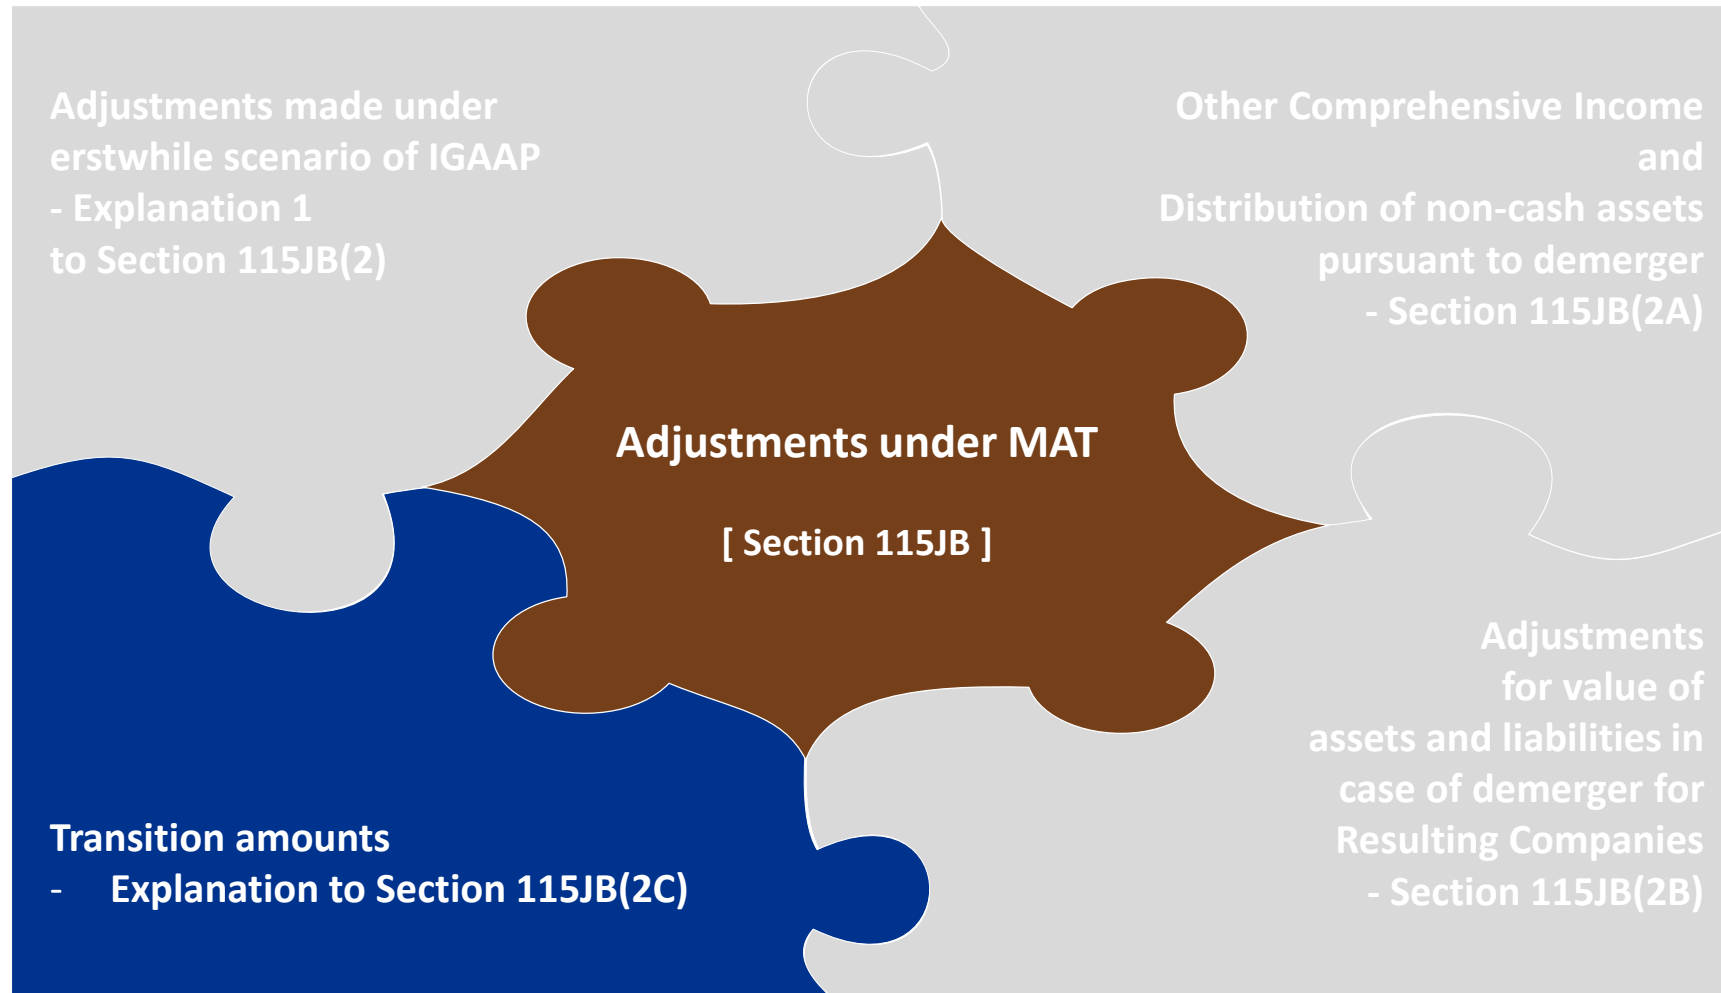 Adjustments made under
erstwhile scenario of IGAAP
- Explanation 1
to Section 115JB(2)
Other Comprehensive Income
and
Distribution of non-cash assets
pursuant to demerger
- Section 115JB(2A)
Adjustments under MAT
[ Section 115JB ]
Transition amounts
- Explanation to Section 115JB(2C)
Adjustments
for value of
assets and liabilities in
case of demerger for
Resulting Companies
- Section 115JB(2B)